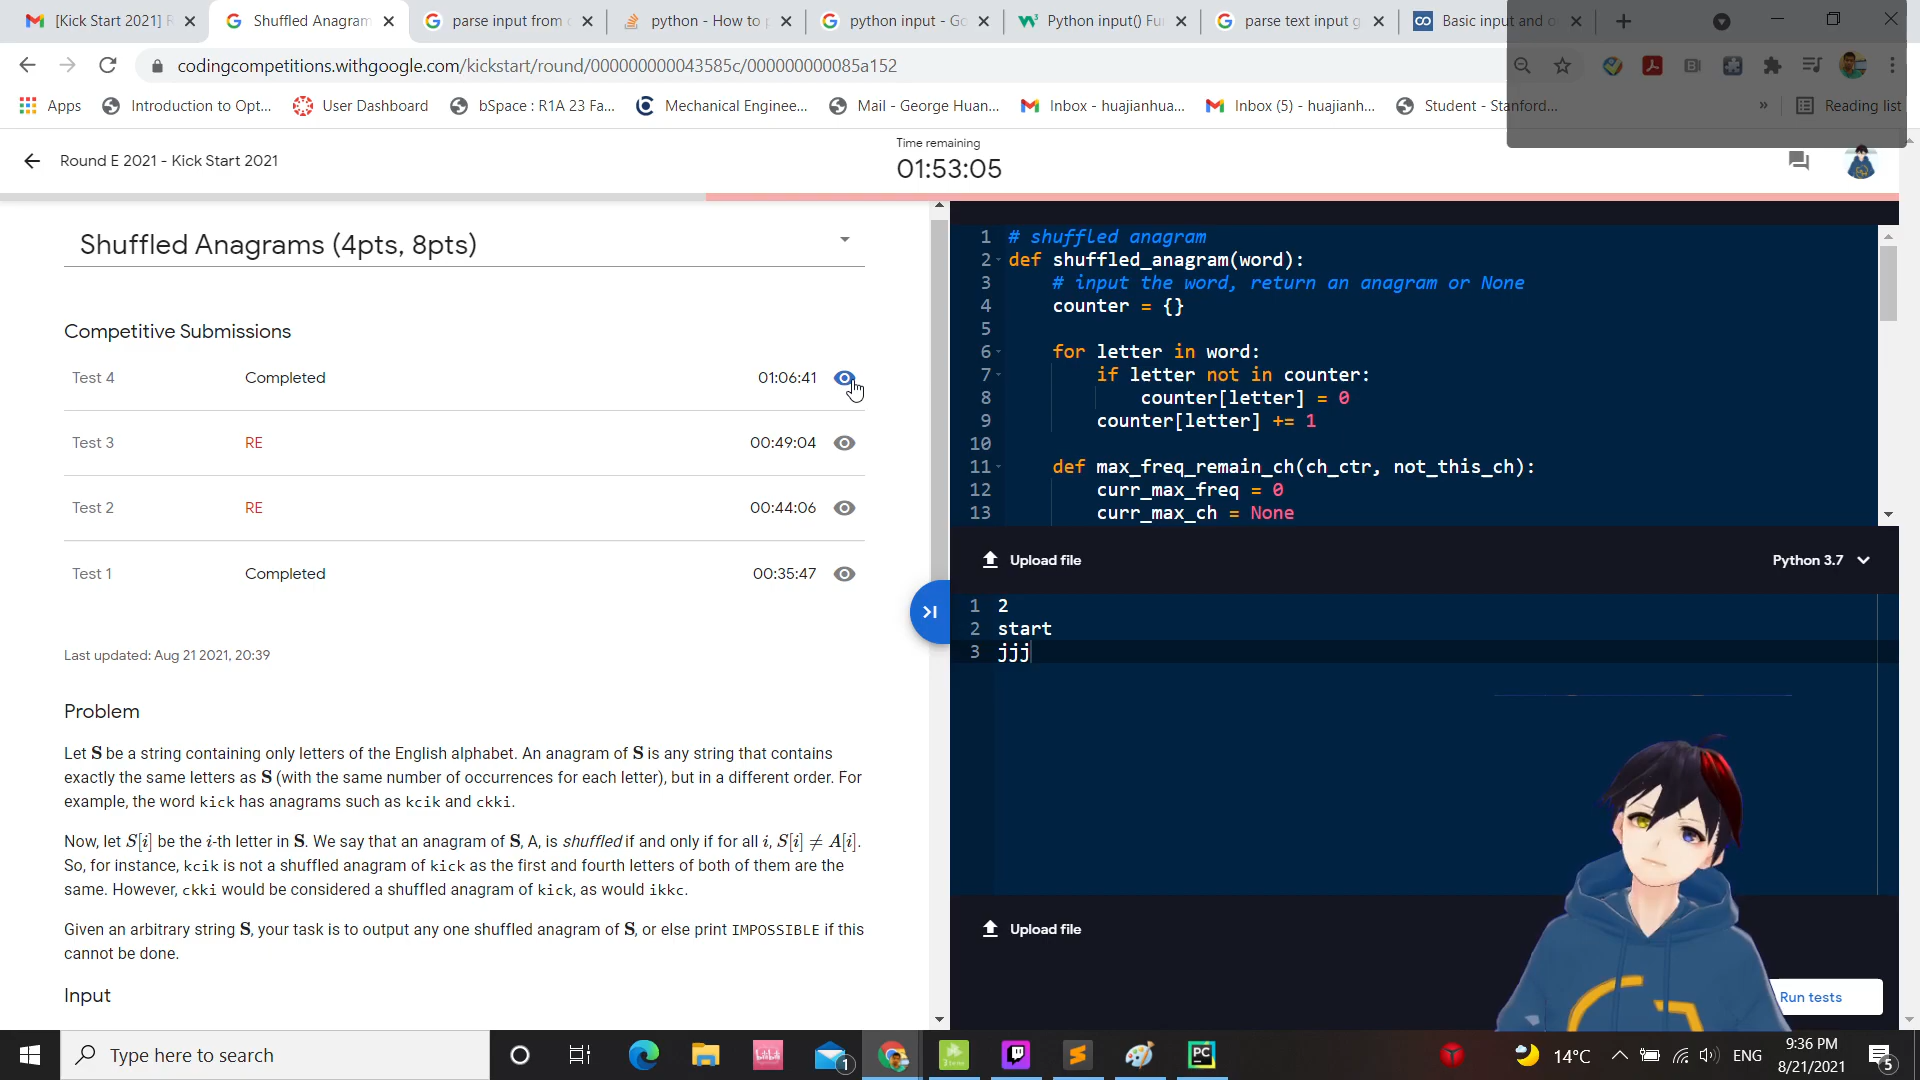 [Kick Start 2021] R
Shuffled Anagram
parse input from c
python - How to p
python input - Go
Python input() Fu
parse text input g
Basic input and o
codingcompetitions.withgoogle.com/kickstart/round/000000000043585c/000000000085a152
Apps
Introduction to Opt...
User Dashboard
bSpace : R1A 23 Fa...
Mechanical Enginee...
Mail - George Huan...
Inbox - huajianhua...
Inbox (5) - huajianh...
Student - Stanford...
»
Reading list
Round E 2021 - Kick Start 2021
Time remaining
01:53:05
Shuffled Anagrams (4pts, 8pts)
Competitive Submissions
Test 4 Completed 01:06:41
Test 3 RE 00:49:04
Test 2 RE 00:44:06
Test 1 Completed 00:35:47
Last updated: Aug 21 2021, 20:39
Problem
Let S be a string containing only letters of the English alphabet. An anagram of S is any string that contains
exactly the same letters as S (with the same number of occurrences for each letter), but in a different order. For
example, the word kick has anagrams such as kcik and ckki.
Now, let S[i] be the i-th letter in S. We say that an anagram of S, A, is shuffled if and only if for all i, S[i] ≠ A[i].
So, for instance, kcik is not a shuffled anagram of kick as the first and fourth letters of both of them are the
same. However, ckki would be considered a shuffled anagram of kick, as would ikkc.
Given an arbitrary string S, your task is to output any one shuffled anagram of S, or else print IMPOSSIBLE if this
cannot be done.
Input
1 # shuffled anagram
2 def shuffled_anagram(word):
3 # input the word, return an anagram or None
4 counter = {}
5
6 for letter in word:
7 if letter not in counter:
8 counter[letter] = 0
9 counter[letter] += 1
10
11 def max_freq_remain_ch(ch_ctr, not_this_ch):
12 curr_max_freq = 0
13 curr_max_ch = None
Upload file
Python 3.7
1 2
2 start
3 jjj
Upload file
Run tests
Type here to search
1
PC
14°C
ENG
9:36 PM
8/21/2021
5